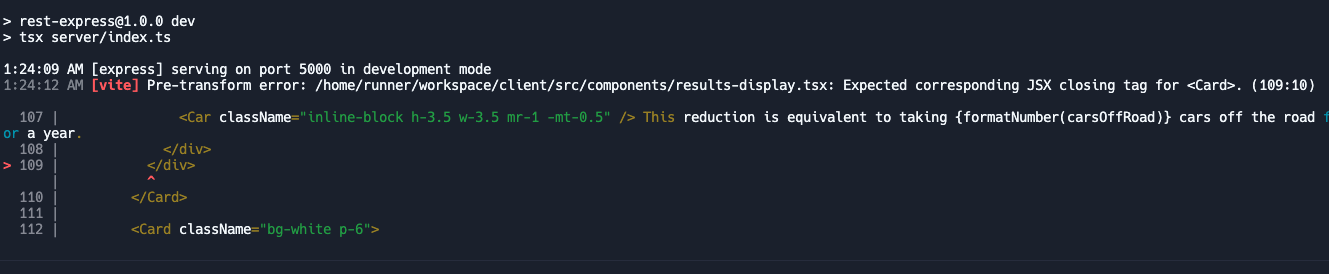 > rest-express@1.0.0 dev
> tsx server/index.ts
1:24:09 AM [express] serving on port 5000 in development mode
1:24:12 AM [vite] Pre-transform error: /home/runner/workspace/client/src/components/results-display.tsx: Expected corresponding JSX closing tag for <Card>. (109:10)
107 |               <Car className="inline-block h-3.5 w-3.5 mr-1 -mt-0.5" /> This reduction is equivalent to taking {formatNumber(carsOffRoad)} cars off the road f
or a year.
108 |             </div>
> 109 |           </div>
|           ^
110 |         </Card>
111 |
112 |         <Card className="bg-white p-6">